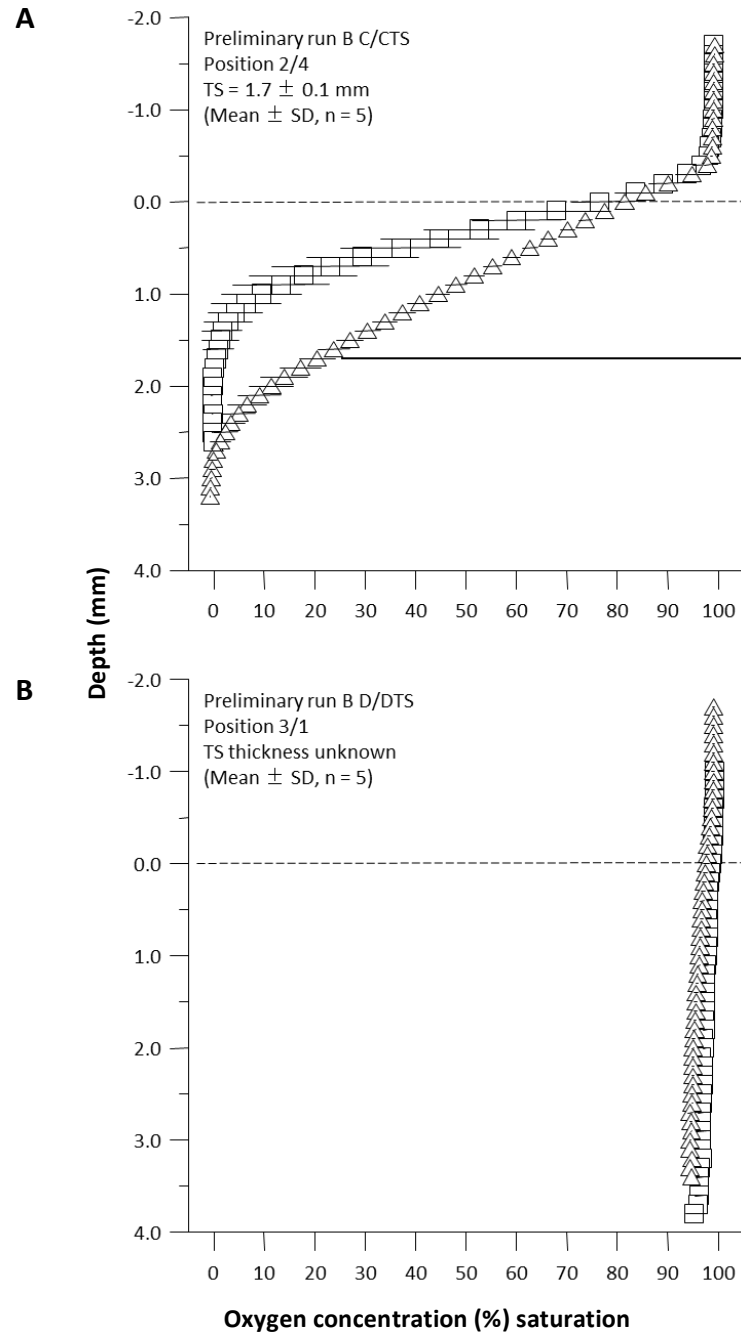 A
-2.0
Preliminary run B C/CTS
Position 2/4
TS = 1.7 ± 0.1 mm
(Mean ± SD, n = 5)
-1.0
0.0
1.0
2.0
3.0
4.0
0 10 20 30 40 50 60 70 80 90 100
Depth (mm)
B
-2.0
Preliminary run B D/DTS
Position 3/1
TS thickness unknown
(Mean ± SD, n = 5)
-1.0
0.0
1.0
2.0
3.0
4.0
0 10 20 30 40 50 60 70 80 90 100
Oxygen concentration (%) saturation